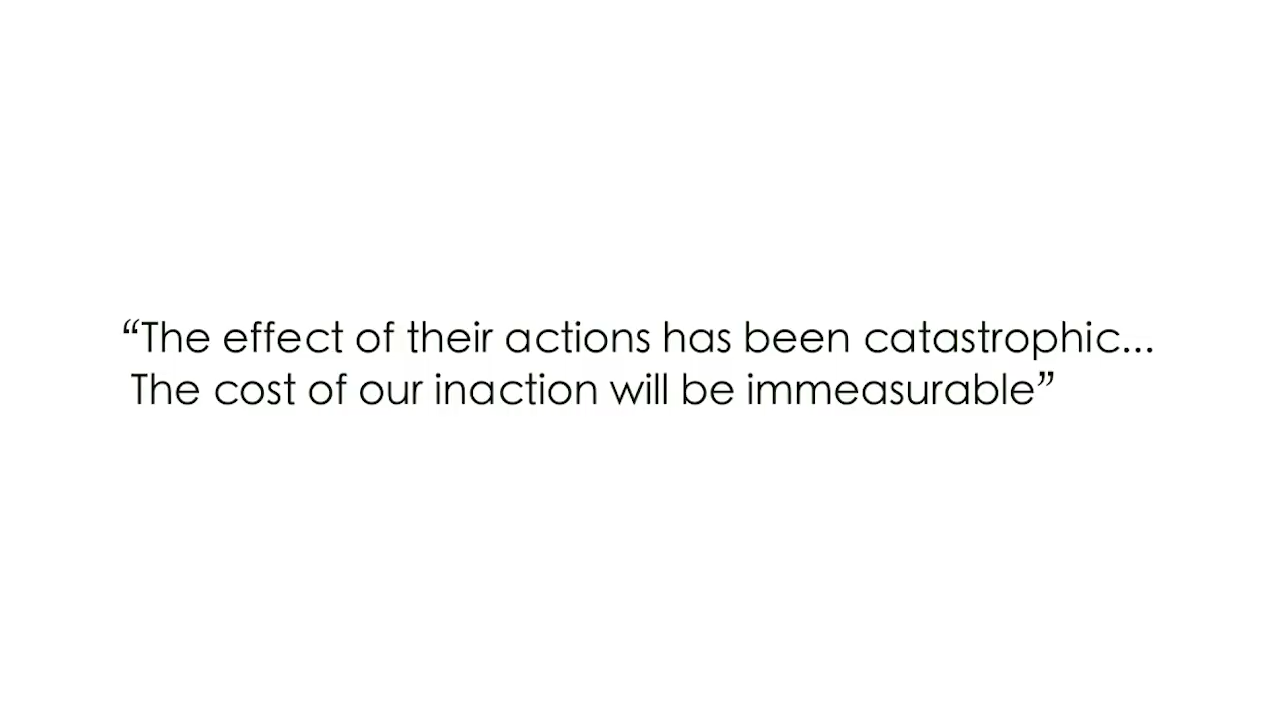 “The effect of their actions has been catastrophic...
The cost of our inaction will be immeasurable”